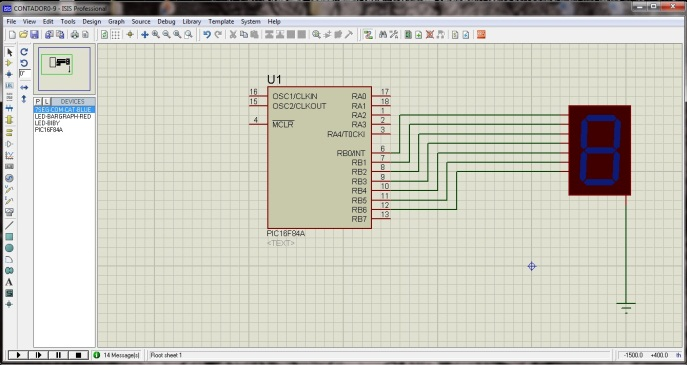 CONTADOR0-9 - ISIS Professional
File View Edit Tools Design Graph Source Debug Library Template System Help
P L DEVICES
7SEG-COM-CAT-BLUE
LED-BARGRAPH-RED
LED-BIBY
PIC16F84A
U1
16 OSC1/CLKIN RA0 17
15 OSC2/CLKOUT RA1 18
RA2 1
4 MCLR RA3 2
RA4/T0CKI 3
RB0/INT 6
RB1 7
RB2 8
RB3 9
RB4 10
RB5 11
RB6 12
RB7 13
PIC16F84A
<TEXT>
14 Message(s) Root sheet 1 -1500.0 +400.0 th